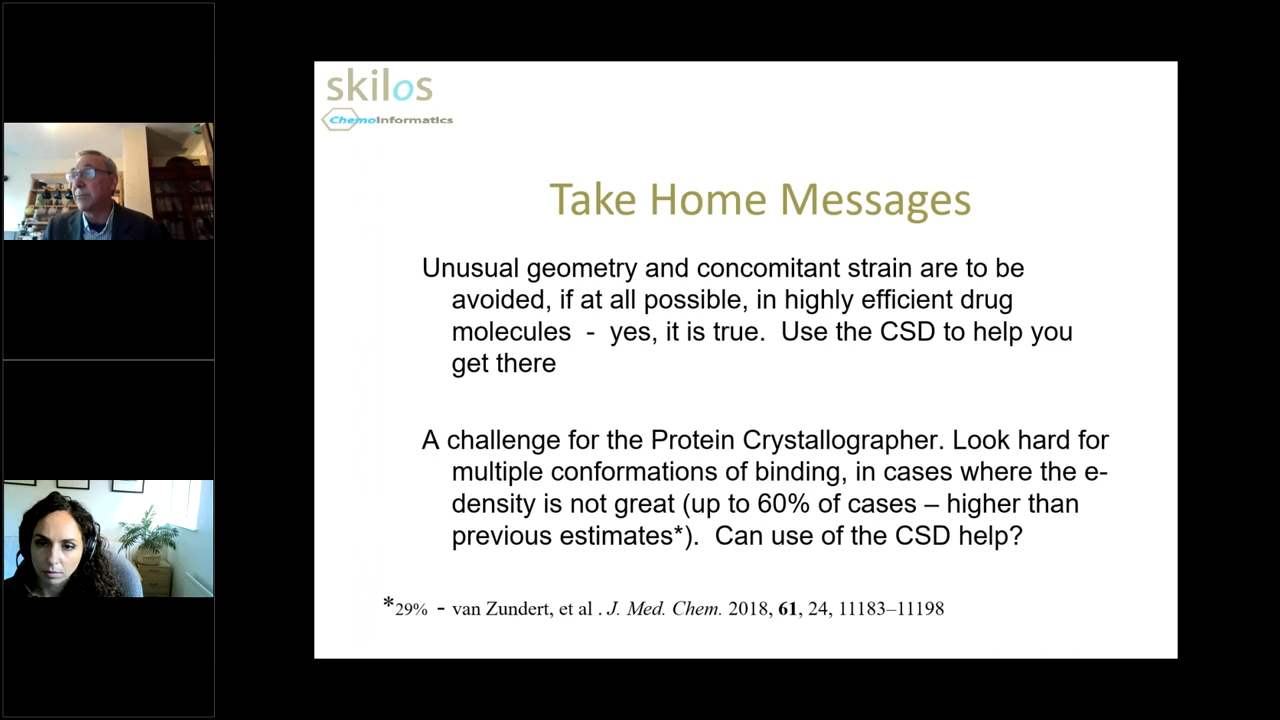 skilos
ChemoInformatics
Take Home Messages
Unusual geometry and concomitant strain are to be
avoided, if at all possible, in highly efficient drug
molecules - yes, it is true. Use the CSD to help you
get there
A challenge for the Protein Crystallographer. Look hard for
multiple conformations of binding, in cases where the e-
density is not great (up to 60% of cases – higher than
previous estimates*). Can use of the CSD help?
*29% - van Zundert, et al . J. Med. Chem. 2018, 61, 24, 11183–11198